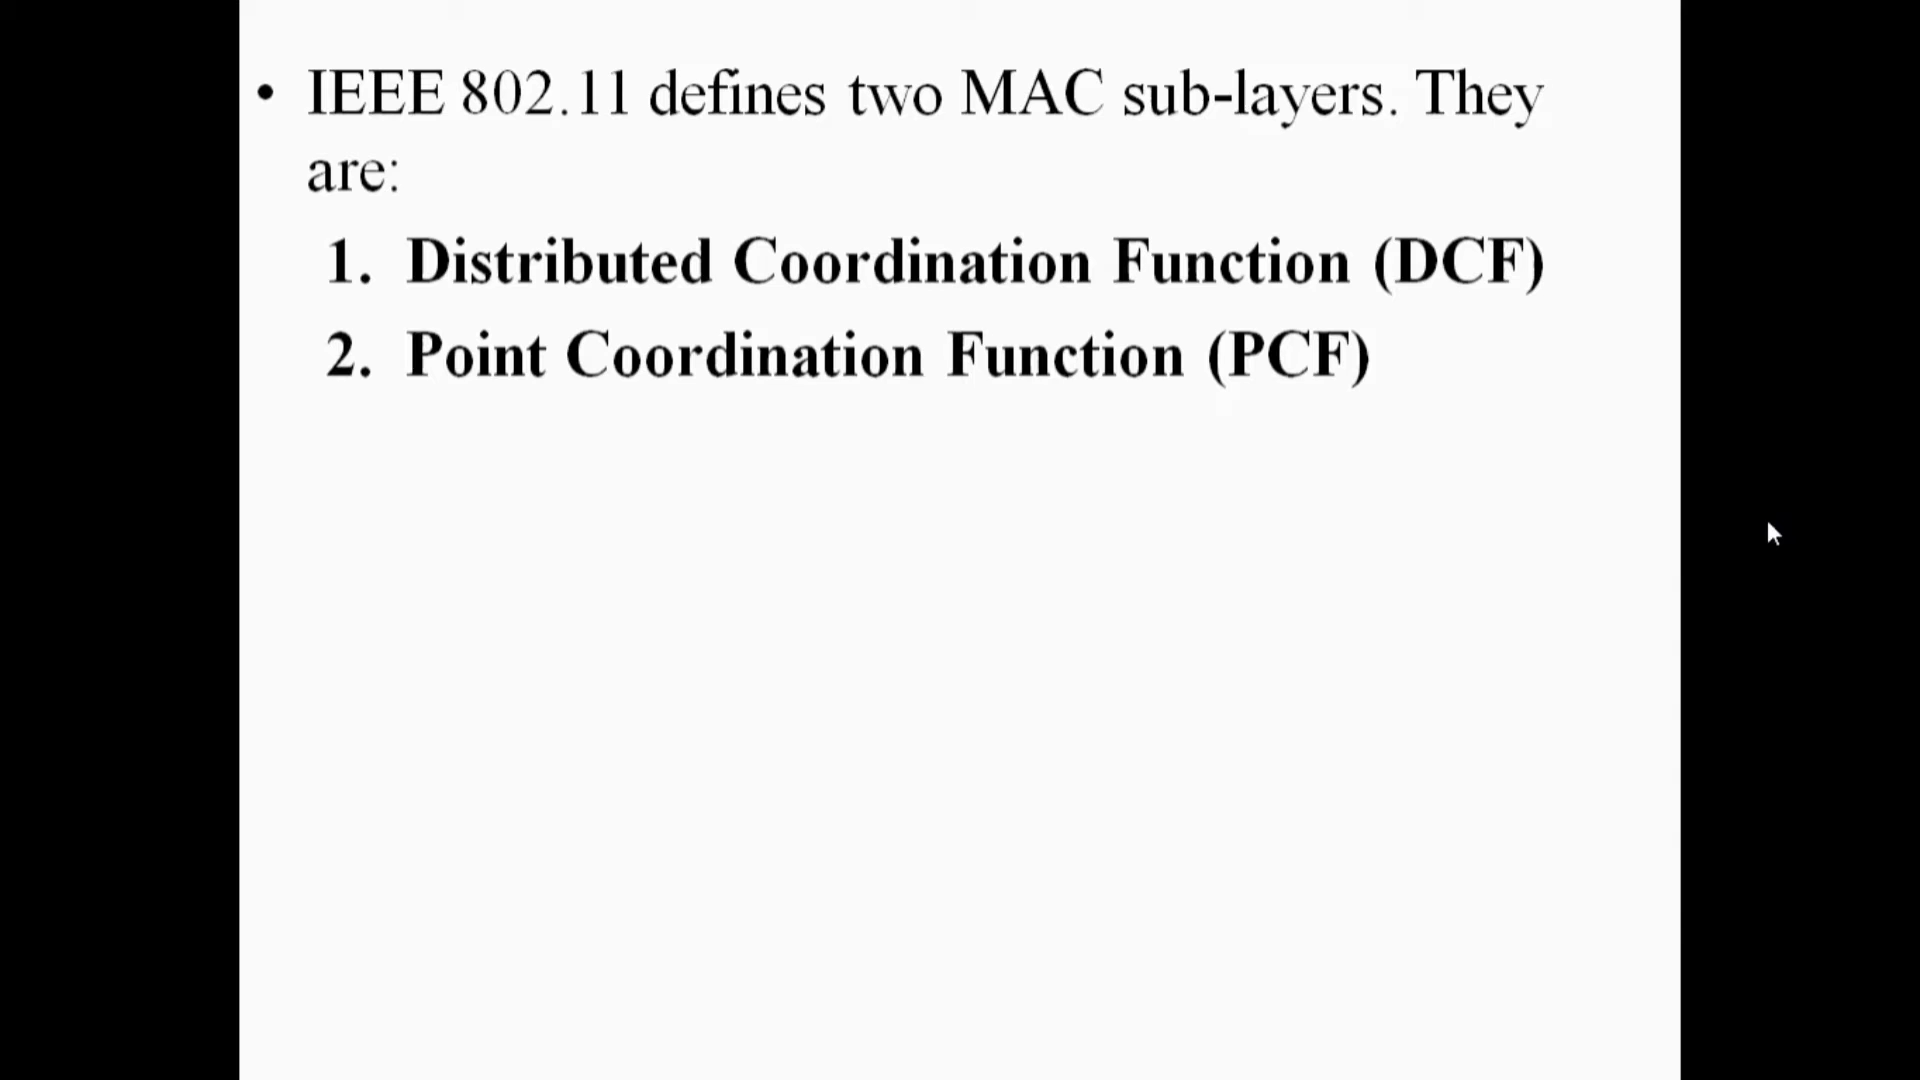 • IEEE 802.11 defines two MAC sub-layers. They
are:
1. Distributed Coordination Function (DCF)
2. Point Coordination Function (PCF)